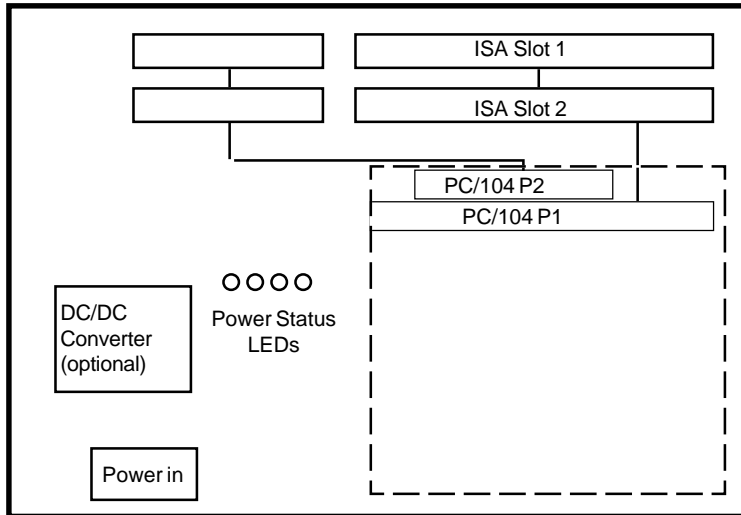 ISA Slot 1
ISA Slot 2
PC/104 P2
PC/104 P1
DC/DC
Converter
(optional)
Power Status
LEDs
Power in